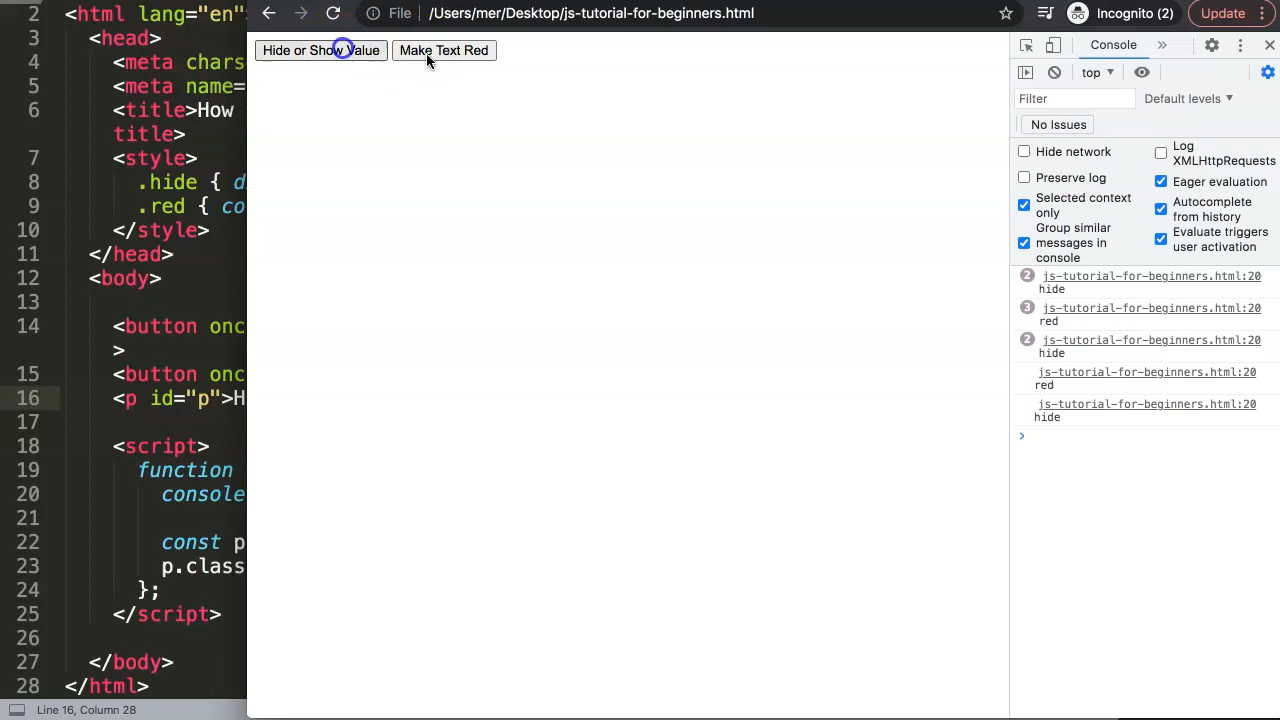 2 <html lang="en"
3 <head>
4 <meta chars
5 <meta name=
6 <title>How
title>
7 <style>
8 .hide { d
9 .red { co
10 </style>
11 </head>
12 <body>
13
14 <button onc
>
15 <button onc
16 <p id="p">H
17
18 <script>
19 function
20 console
21
22 const p
23 p.class
24 };
25 </script>
26
27 </body>
28 </html>
Line 16, Column 28
File /Users/mer/Desktop/js-tutorial-for-beginners.html
Incognito (2)
Update
Hide or Show Value Make Text Red
Console
top
Filter Default levels
No Issues
Hide network
Preserve log
Selected context
only
Group similar
messages in
console
Log
XMLHttpRequests
Eager evaluation
Autocomplete
from history
Evaluate triggers
user activation
2 js-tutorial-for-beginners.html:20
hide
3 js-tutorial-for-beginners.html:20
red
2 js-tutorial-for-beginners.html:20
hide
js-tutorial-for-beginners.html:20
red
js-tutorial-for-beginners.html:20
hide